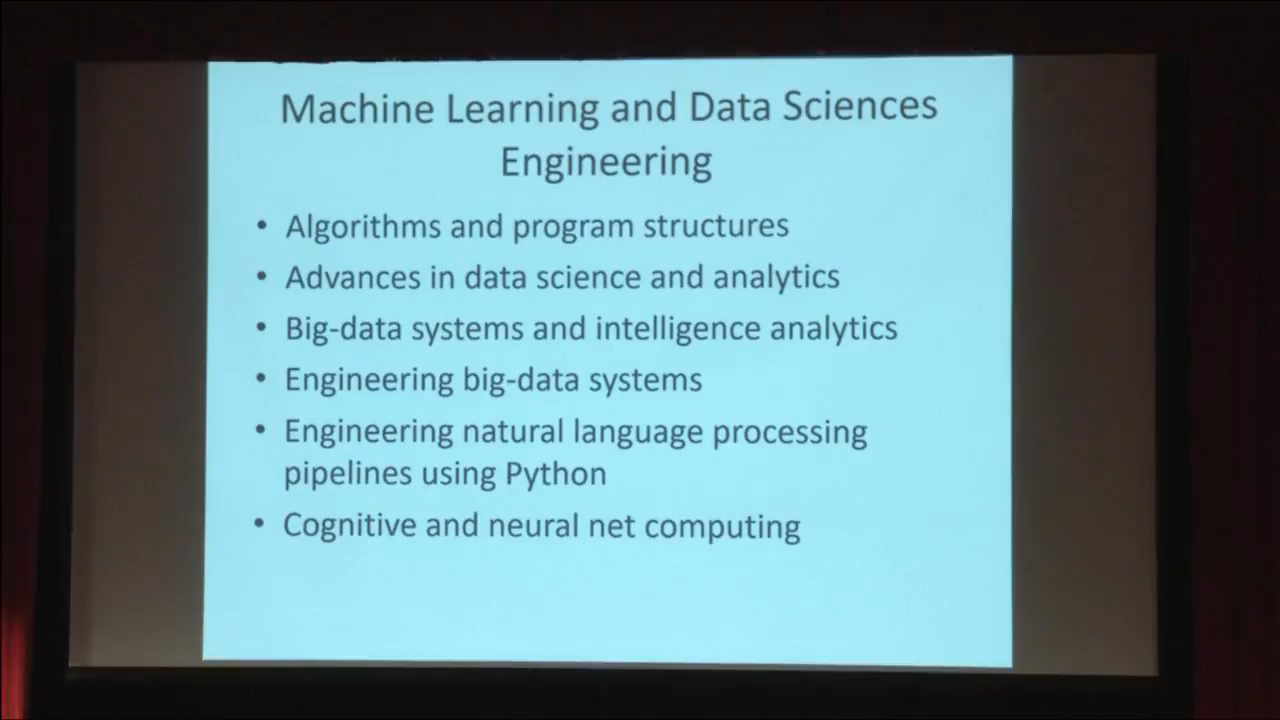 Machine Learning and Data Sciences
Engineering
• Algorithms and program structures
• Advances in data science and analytics
• Big-data systems and intelligence analytics
• Engineering big-data systems
• Engineering natural language processing
pipelines using Python
• Cognitive and neural net computing